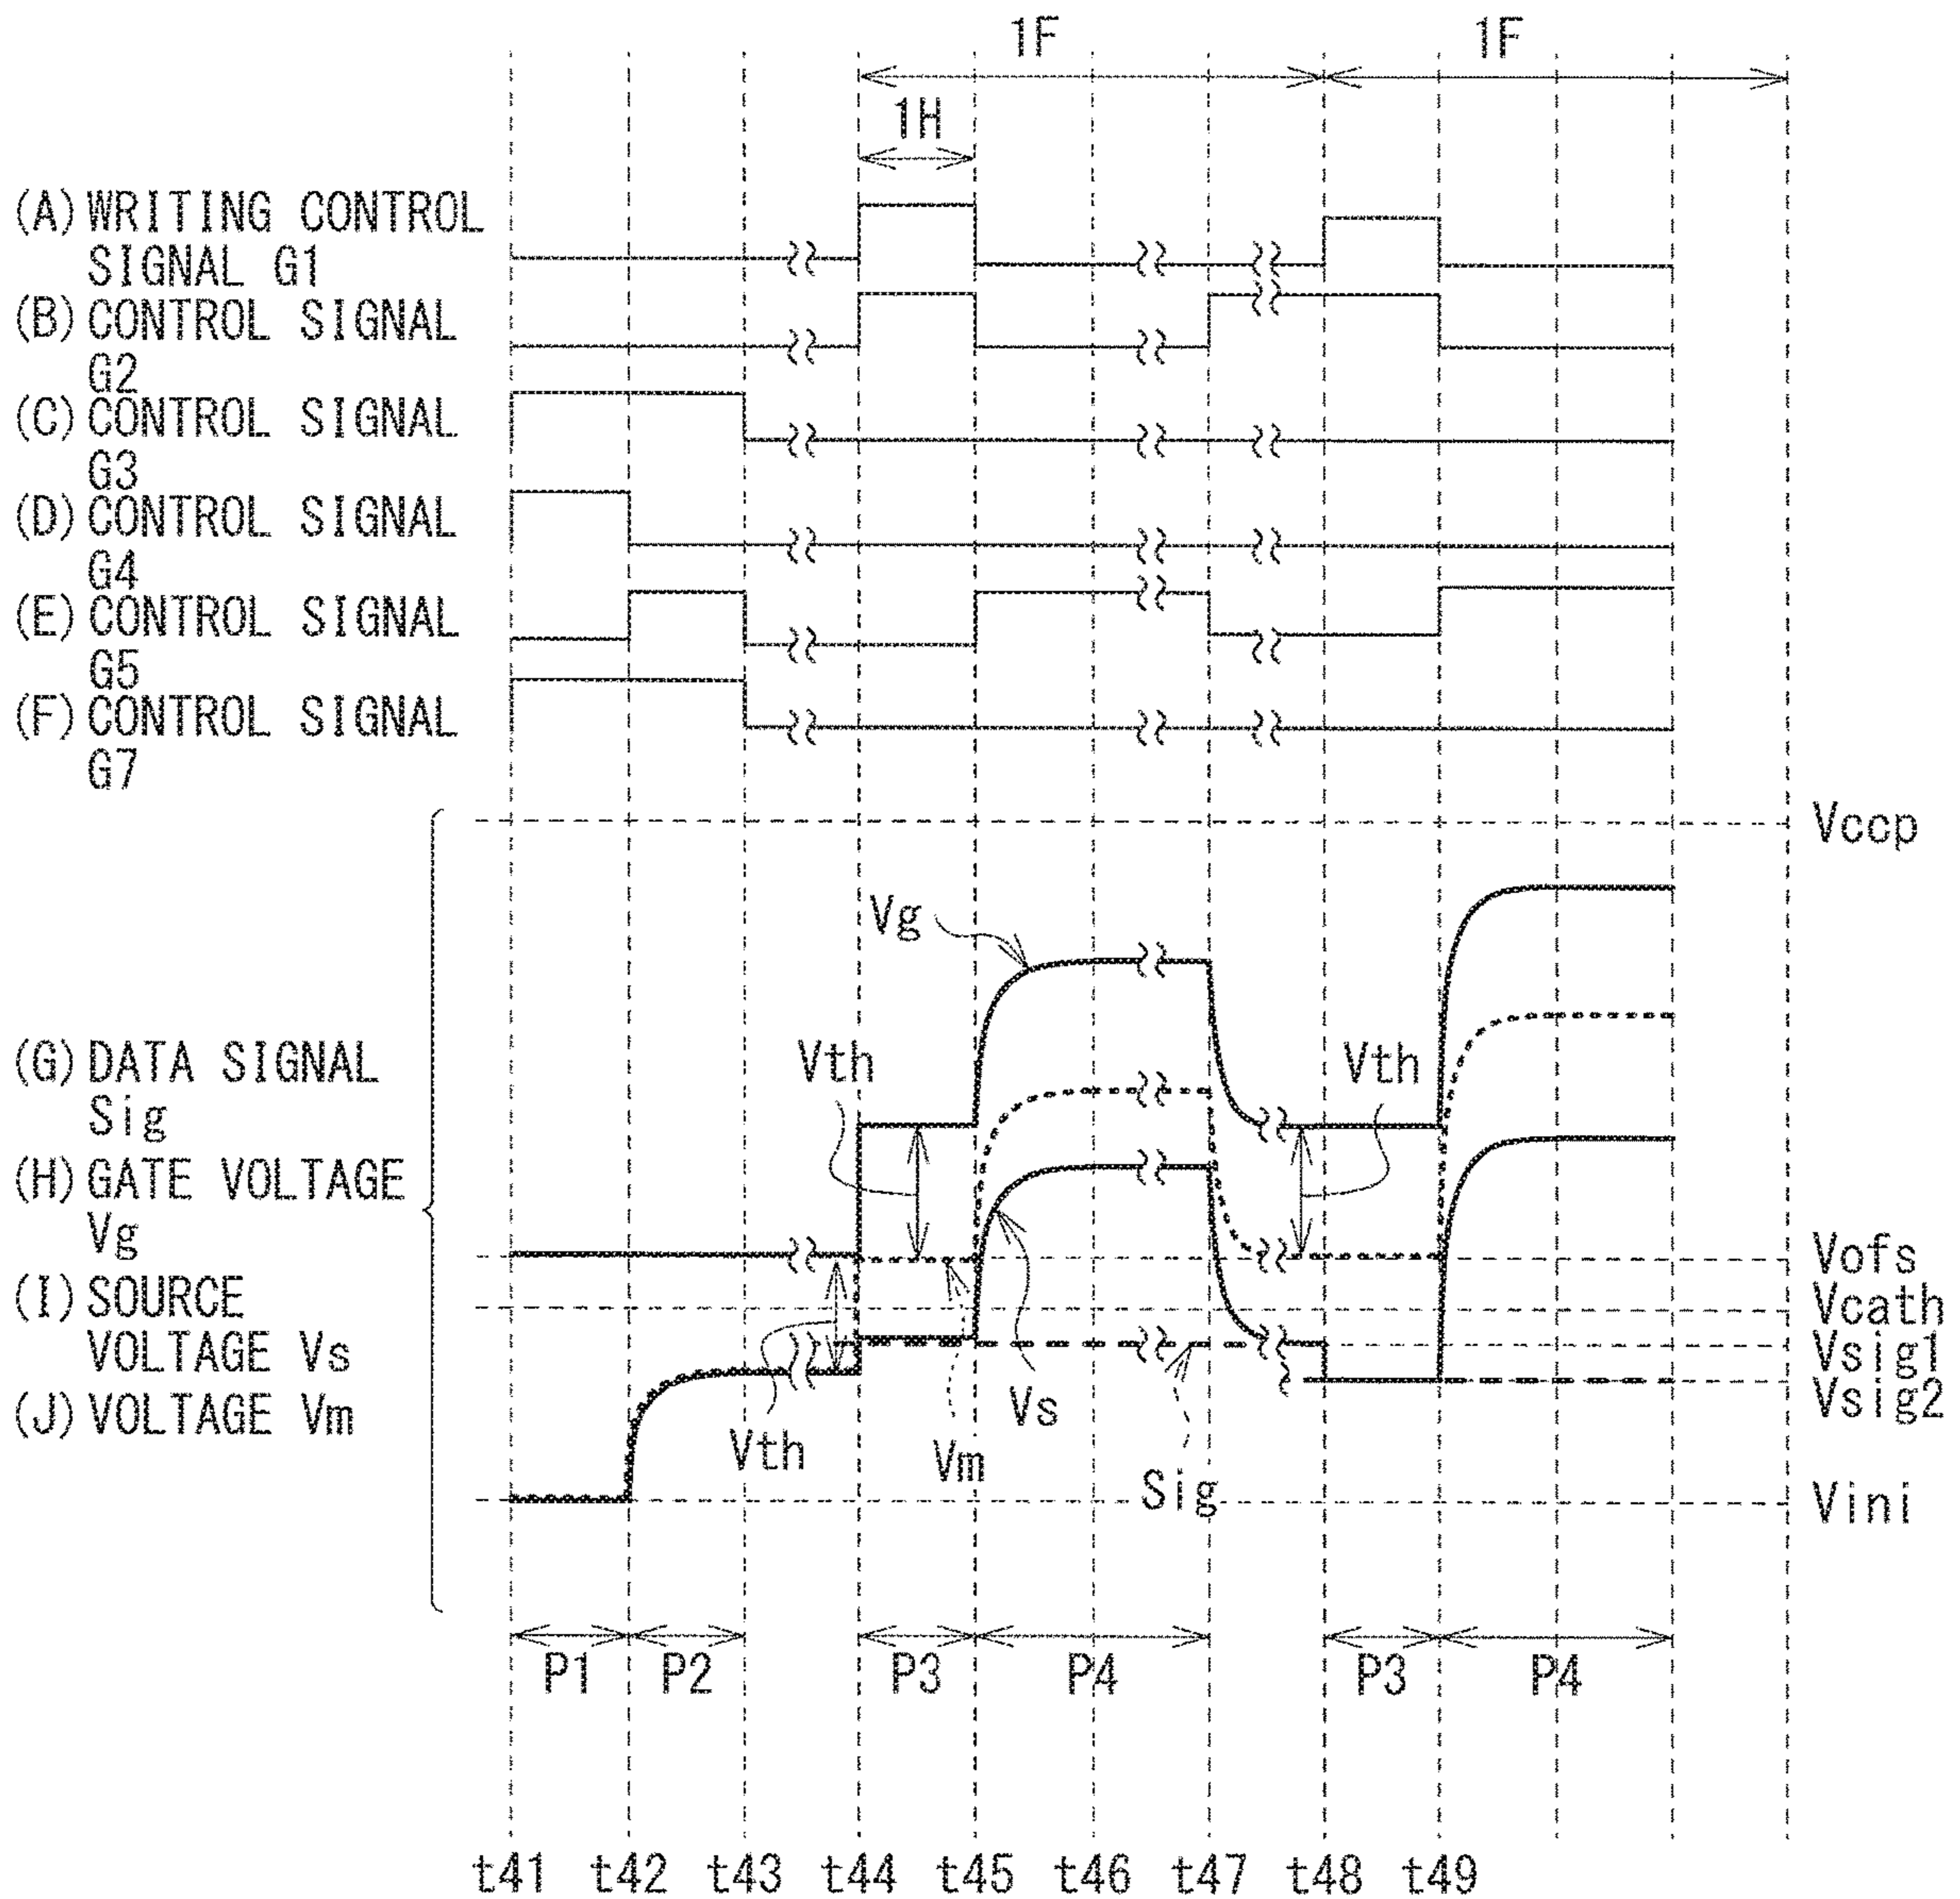 1F 1F
1H
(A) WRITING CONTROL
SIGNAL G1
(B) CONTROL SIGNAL
G2
(C) CONTROL SIGNAL
G3
(D) CONTROL SIGNAL
G4
(E) CONTROL SIGNAL
G5
(F) CONTROL SIGNAL
G7
Vccp
Vg
(G) DATA SIGNAL
Sig
Vth Vth
(H) GATE VOLTAGE
Vg
Vofs
(I) SOURCE
VOLTAGE Vs
Vcath
Vsig1
Vsig2
(J) VOLTAGE Vm
Vth Vm Vs Sig
Vini
P1 P2 P3 P4 P3 P4
t41 t42 t43 t44 t45 t46 t47 t48 t49